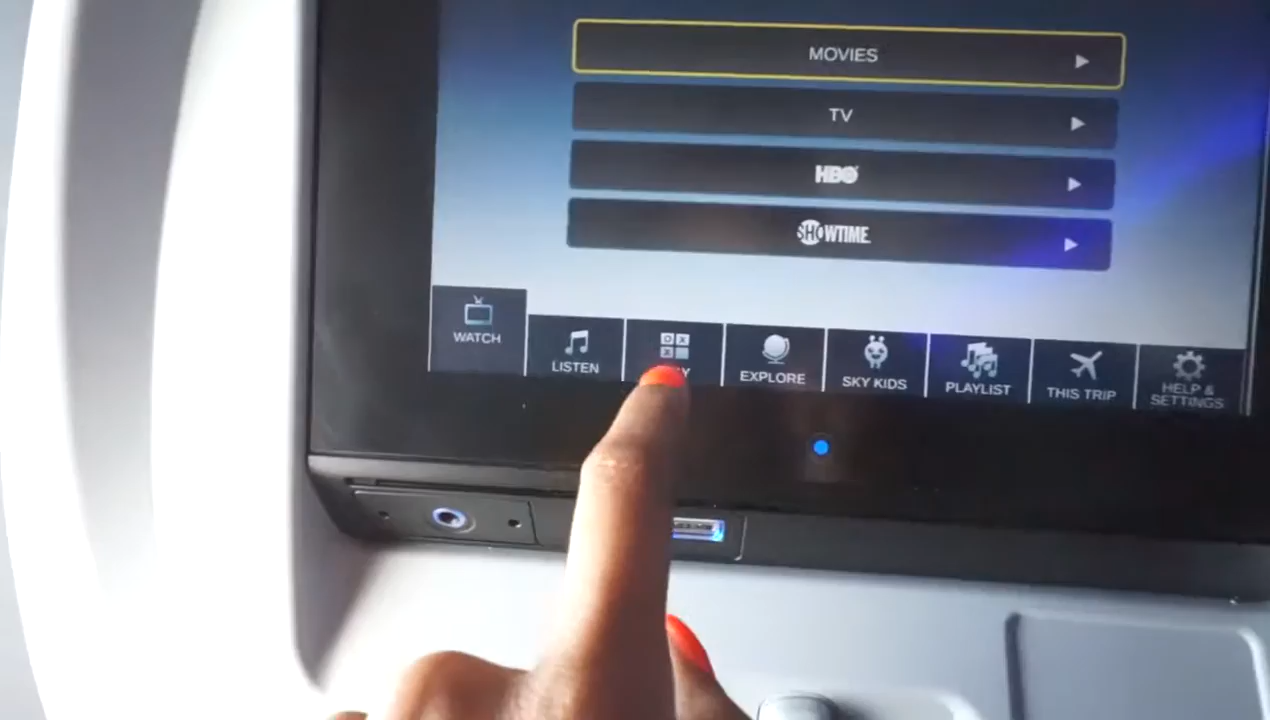 MOVIES
TV
HBO
SHOWTIME
WATCH
LISTEN
EXPLORE
SKY KIDS
PLAYLIST
THIS TRIP
HELP &
SETTINGS